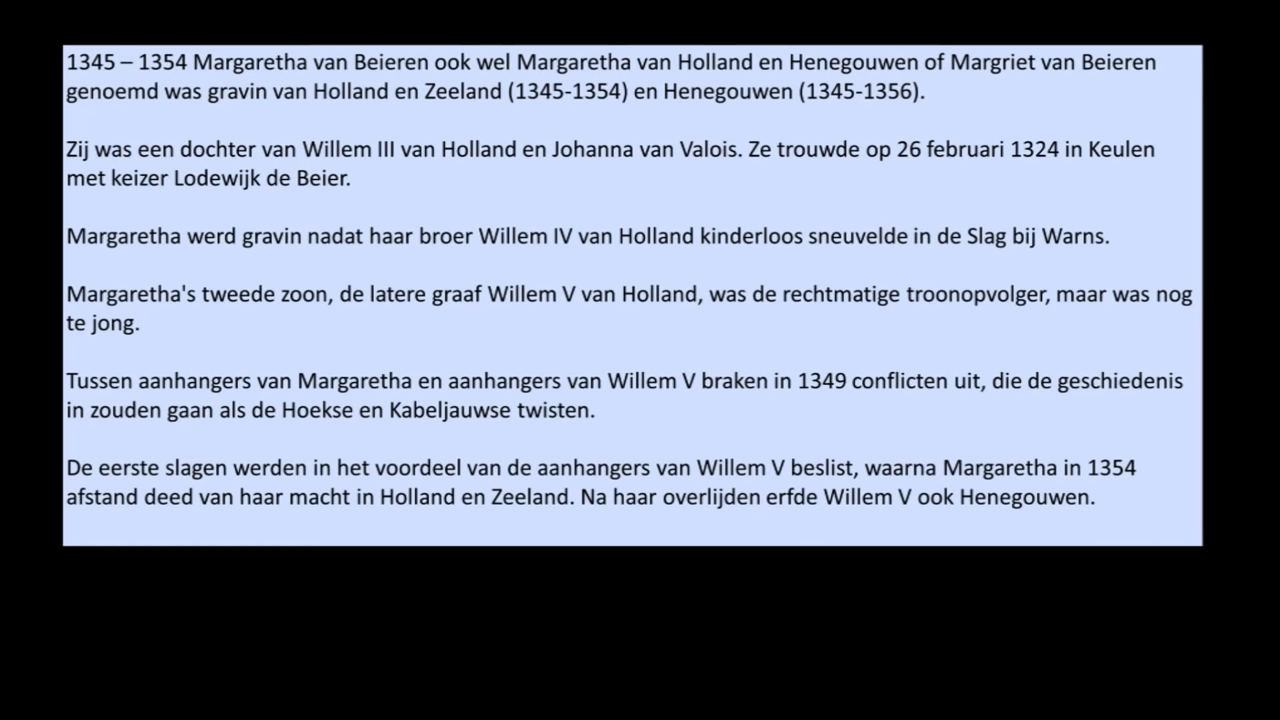 1345 – 1354 Margaretha van Beieren ook wel Margaretha van Holland en Henegouwen of Margriet van Beieren
genoemd was gravin van Holland en Zeeland (1345-1354) en Henegouwen (1345-1356).
Zij was een dochter van Willem III van Holland en Johanna van Valois. Ze trouwde op 26 februari 1324 in Keulen
met keizer Lodewijk de Beier.
Margaretha werd gravin nadat haar broer Willem IV van Holland kinderloos sneuvelde in de Slag bij Warns.
Margaretha's tweede zoon, de latere graaf Willem V van Holland, was de rechtmatige troonopvolger, maar was nog
te jong.
Tussen aanhangers van Margaretha en aanhangers van Willem V braken in 1349 conflicten uit, die de geschiedenis
in zouden gaan als de Hoekse en Kabeljauwse twisten.
De eerste slagen werden in het voordeel van de aanhangers van Willem V beslist, waarna Margaretha in 1354
afstand deed van haar macht in Holland en Zeeland. Na haar overlijden erfde Willem V ook Henegouwen.